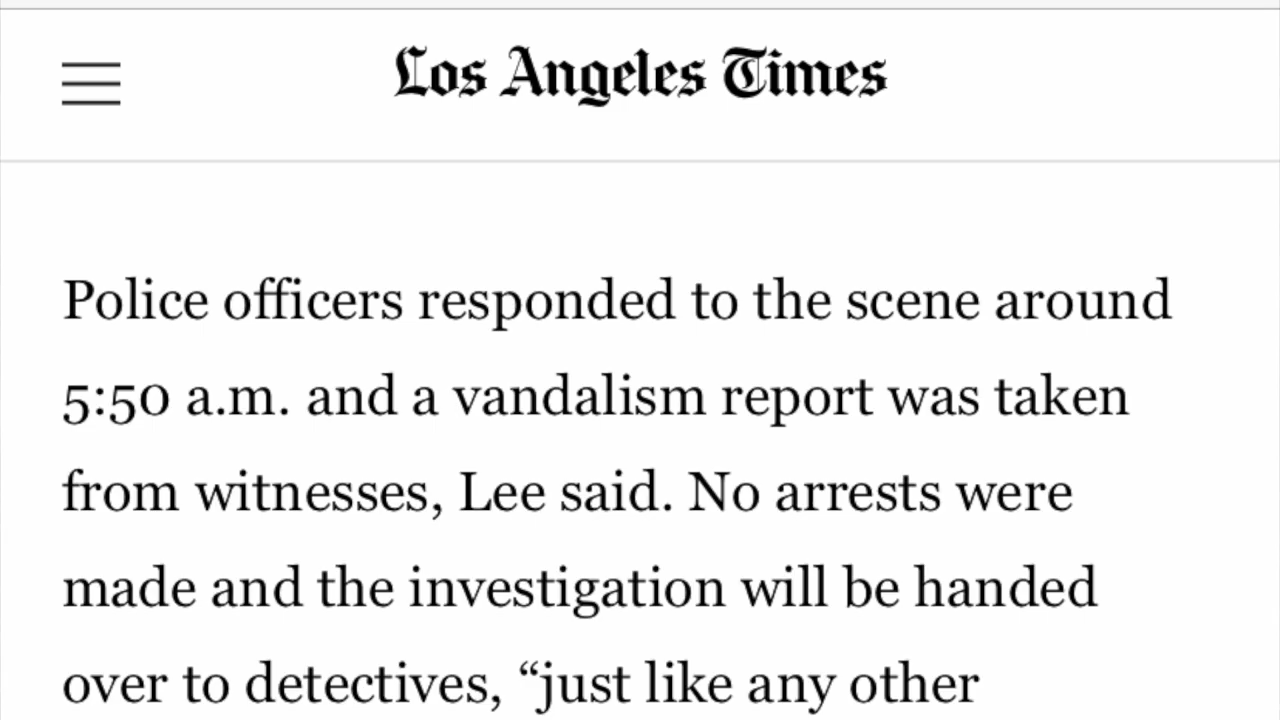 Los Angeles Times
Police officers responded to the scene around
5:50 a.m. and a vandalism report was taken
from witnesses, Lee said. No arrests were
made and the investigation will be handed
over to detectives, “just like any other